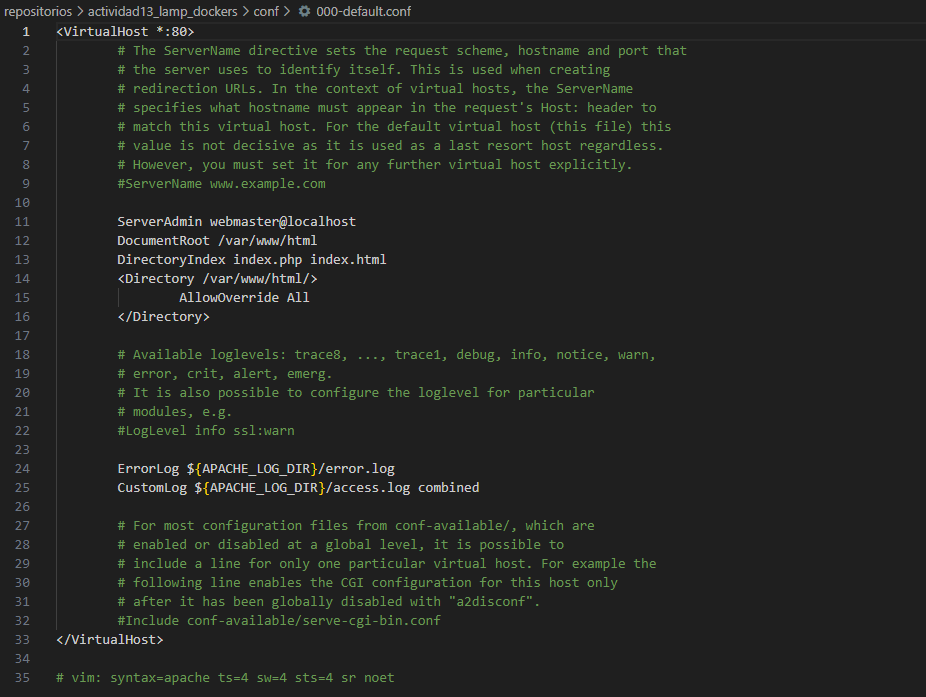 repositorios > actividad13_lamp_dockers > conf > 000-default.conf
1 <VirtualHost *:80>
2 # The ServerName directive sets the request scheme, hostname and port that
3 # the server uses to identify itself. This is used when creating
4 # redirection URLs. In the context of virtual hosts, the ServerName
5 # specifies what hostname must appear in the request's Host: header to
6 # match this virtual host. For the default virtual host (this file) this
7 # value is not decisive as it is used as a last resort host regardless.
8 # However, you must set it for any further virtual host explicitly.
9 #ServerName www.example.com
10
11 ServerAdmin webmaster@localhost
12 DocumentRoot /var/www/html
13 DirectoryIndex index.php index.html
14 <Directory /var/www/html/>
15 AllowOverride All
16 </Directory>
17
18 # Available loglevels: trace8, ..., trace1, debug, info, notice, warn,
19 # error, crit, alert, emerg.
20 # It is also possible to configure the loglevel for particular
21 # modules, e.g.
22 #LogLevel info ssl:warn
23
24 ErrorLog ${APACHE_LOG_DIR}/error.log
25 CustomLog ${APACHE_LOG_DIR}/access.log combined
26
27 # For most configuration files from conf-available/, which are
28 # enabled or disabled at a global level, it is possible to
29 # include a line for only one particular virtual host. For example the
30 # following line enables the CGI configuration for this host only
31 # after it has been globally disabled with "a2disconf".
32 #Include conf-available/serve-cgi-bin.conf
33 </VirtualHost>
34
35 # vim: syntax=apache ts=4 sw=4 sts=4 sr noet